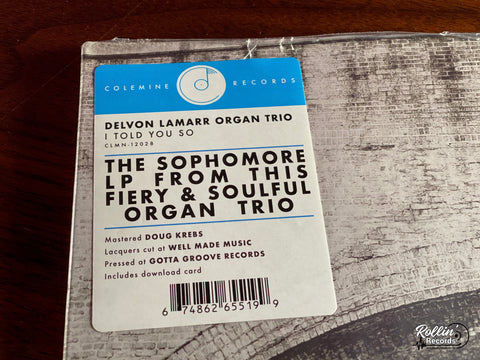 COLEMINE RECORDS
DELVON LAMARR ORGAN TRIO
I TOLD YOU SO
CLMN-12028
THE SOPHOMORE
LP FROM THIS
FIERY & SOULFUL
ORGAN TRIO
Mastered DOUG KREBS
Lacquers cut at WELL MADE MUSIC
Pressed at GOTTA GROOVE RECORDS
Includes download card
6 74862 65519 9
Rollin'
Records